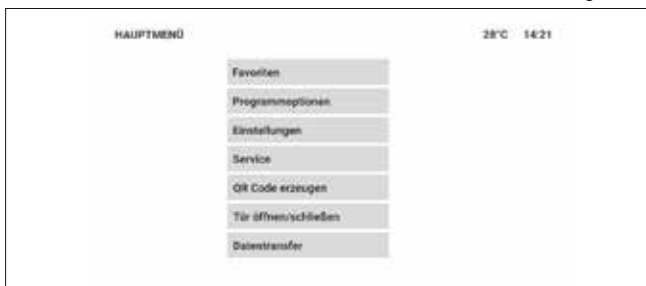 HAUPTMENÜ 28°C 14:21
Favoriten
Programmoptionen
Einstellungen
Service
QR Code erzeugen
Tür öffnen/schließen
Datentransfer